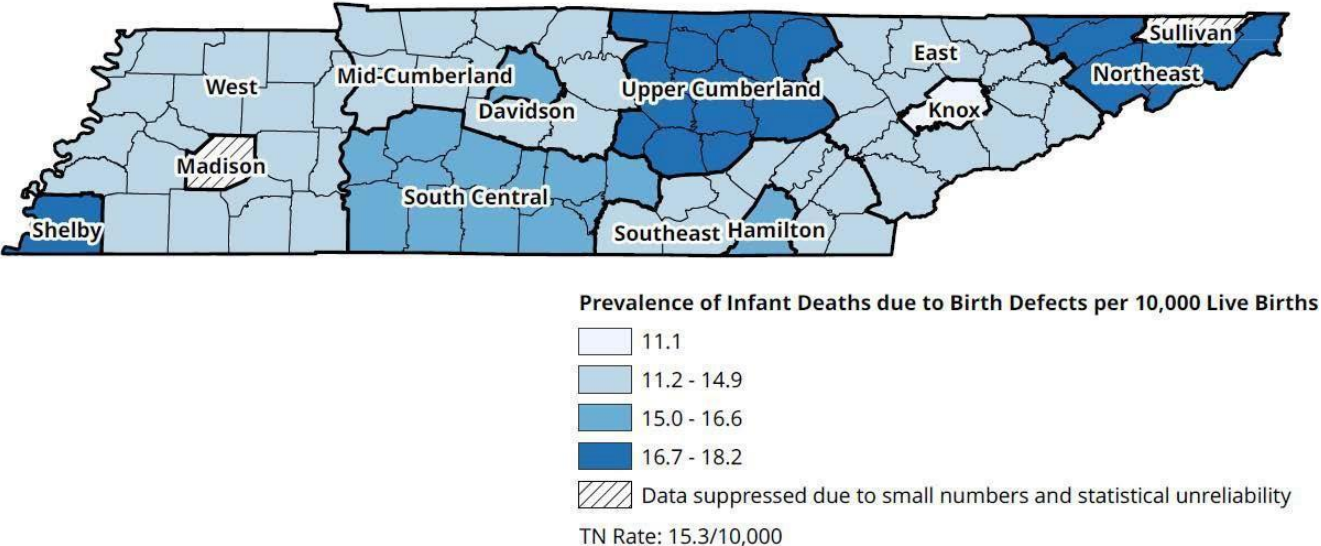 Sullivan
East
Northeast
West
Mid-Cumberland
Upper Cumberland
Davidson
Knox
Madison
South Central
Shelby
Southeast
Hamilton
Prevalence of Infant Deaths due to Birth Defects per 10,000 Live Births
11.1
11.2 - 14.9
15.0 - 16.6
16.7 - 18.2
Data suppressed due to small numbers and statistical unreliability
TN Rate: 15.3/10,000